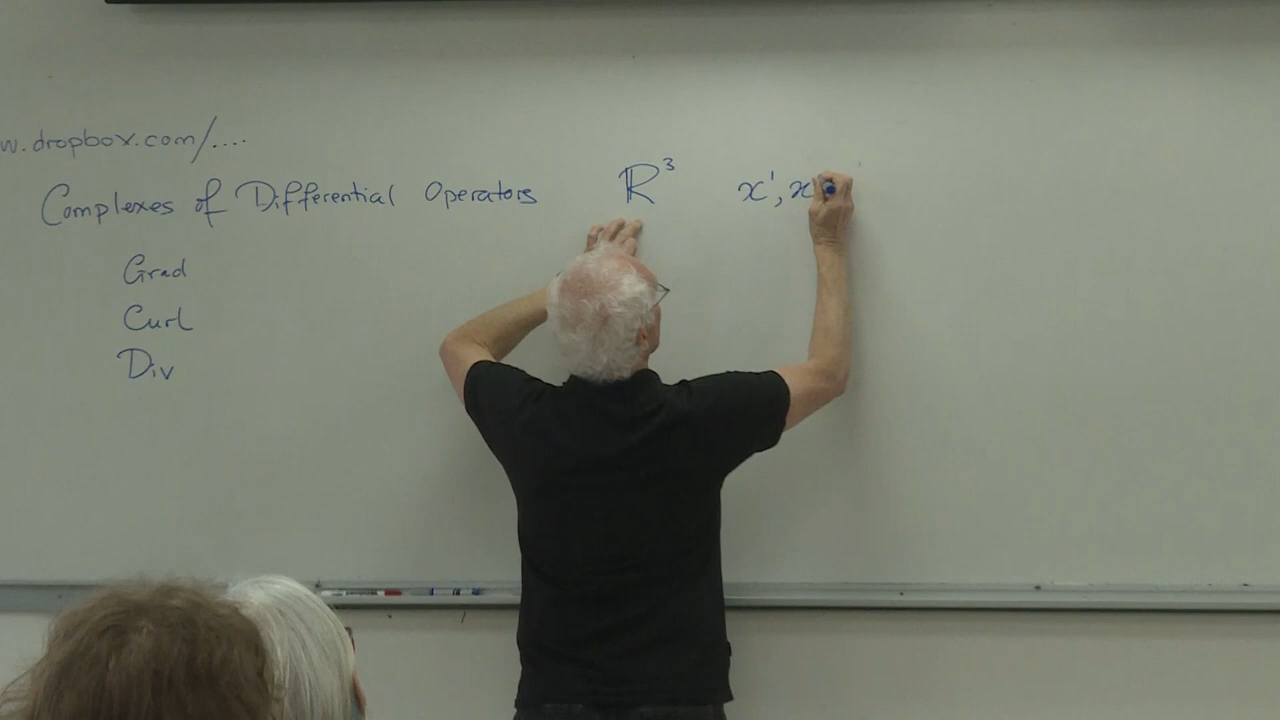 w.dropbox.com/....
Complexes of Differential Operators ℝ³ x¹, x
Grad
Curl
Div